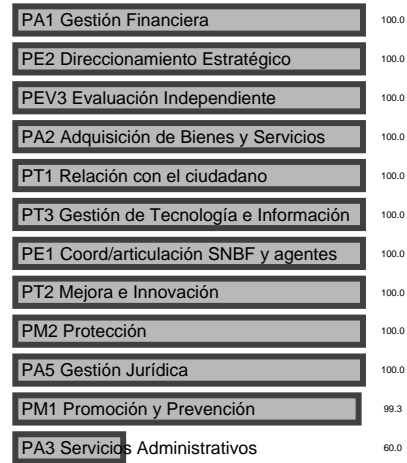 PA1 Gestión Financiera 100.0
PE2 Direccionamiento Estratégico 100.0
PEV3 Evaluación Independiente 100.0
PA2 Adquisición de Bienes y Servicios 100.0
PT1 Relación con el ciudadano 100.0
PT3 Gestión de Tecnología e Información 100.0
PE1 Coord/articulación SNBF y agentes 100.0
PT2 Mejora e Innovación 100.0
PM2 Protección 100.0
PA5 Gestión Jurídica 100.0
PM1 Promoción y Prevención 99.3
PA3 Servicios Administrativos 60.0